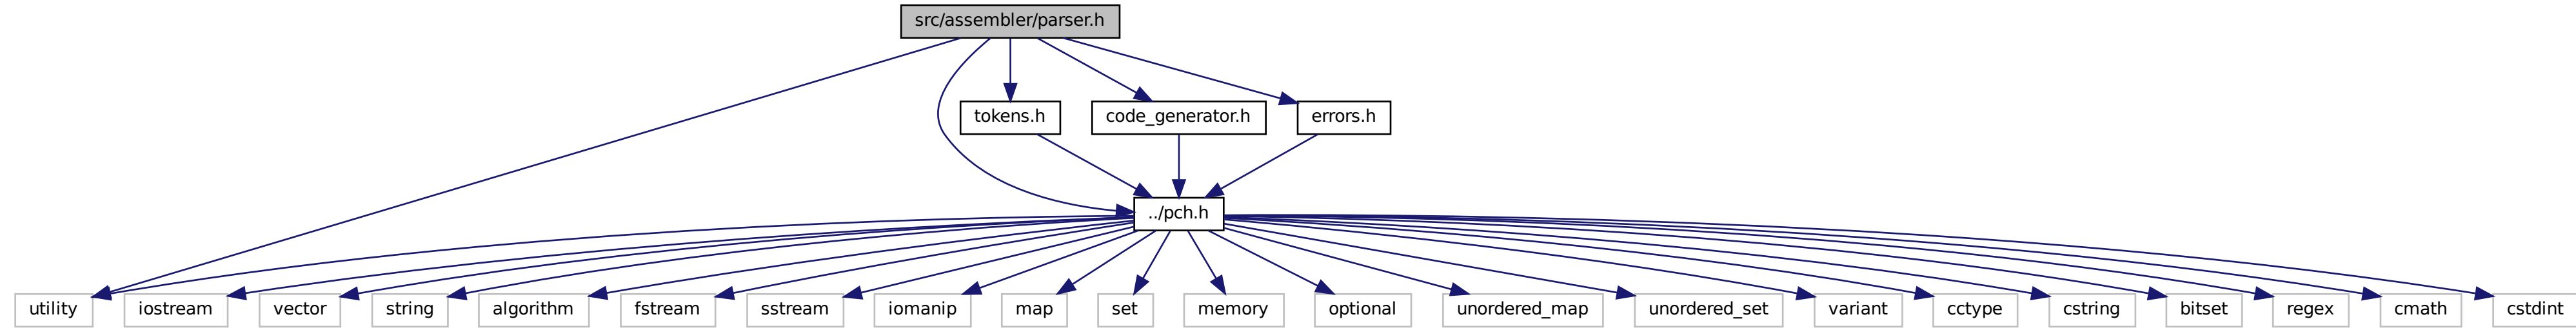 src/assembler/parser.h
tokens.h
code_generator.h
errors.h
../pch.h
utility
iostream
vector
string
algorithm
fstream
sstream
iomanip
map
set
memory
optional
unordered_map
unordered_set
variant
cctype
cstring
bitset
regex
cmath
cstdint